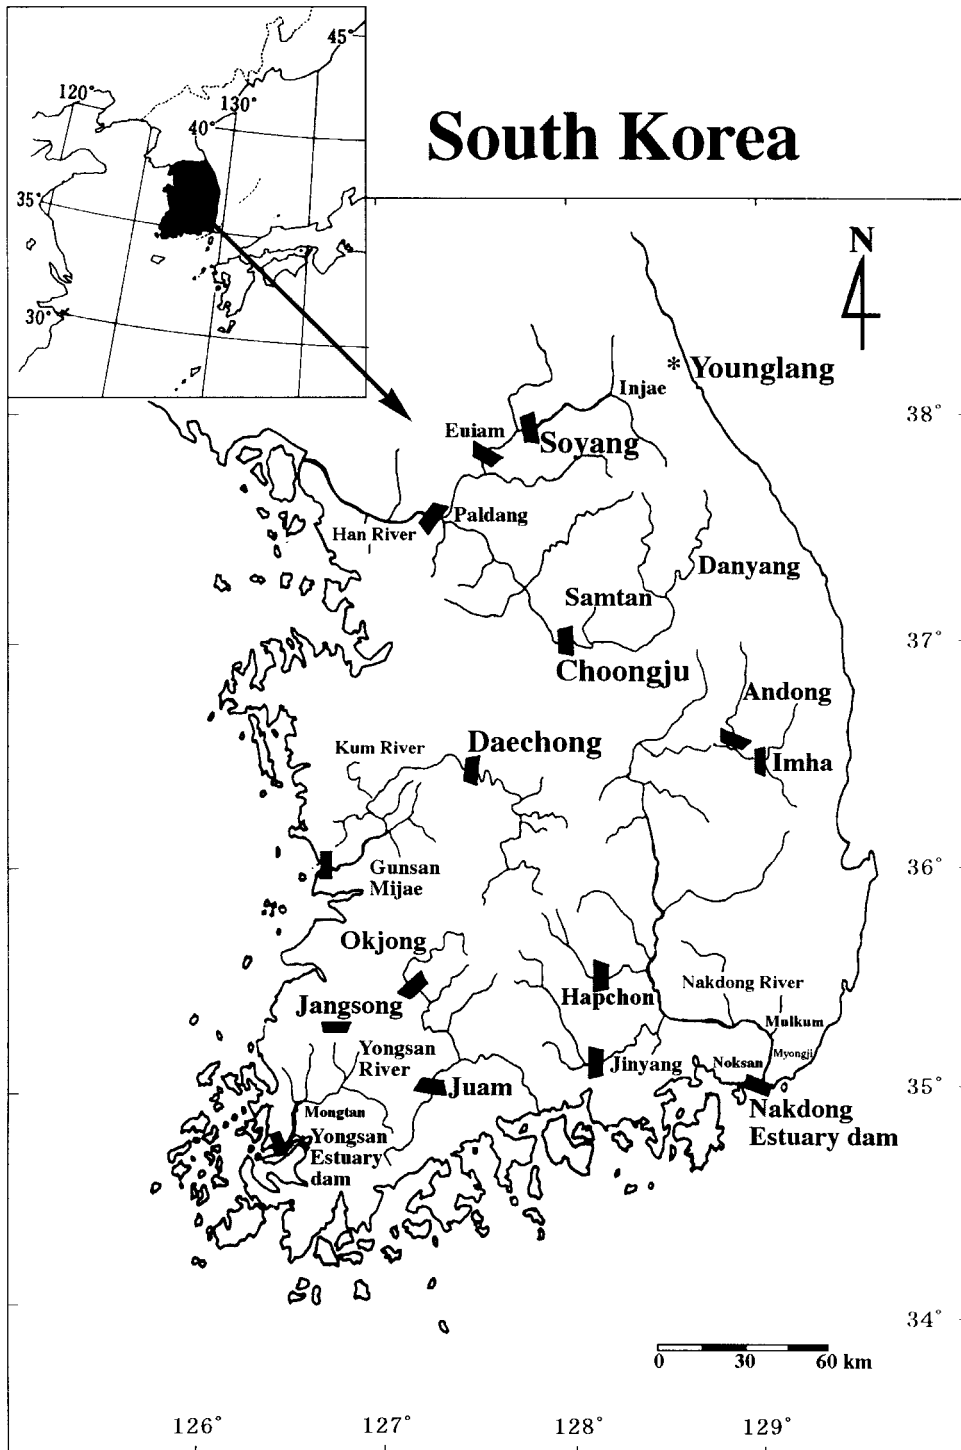 45°
120°
130°
40°
35°
30°
South Korea
N
* Younglang
Injae
38°
Euiam
Soyang
Paldang
Han River
Danyang
Samtan
37°
Choongju
Andong
Kum River
Daechong
Imha
36°
Gunsan
Mijae
Okjong
Nakdong River
Hapchon
Jangsong
Mulkum
Yongsan
River
Myongji
Noksan
Jinyang
Juam
35°
Mongtan
Nakdong
Estuary dam
Yongsan
Estuary
dam
34°
0 30 60 km
126° 127° 128° 129°